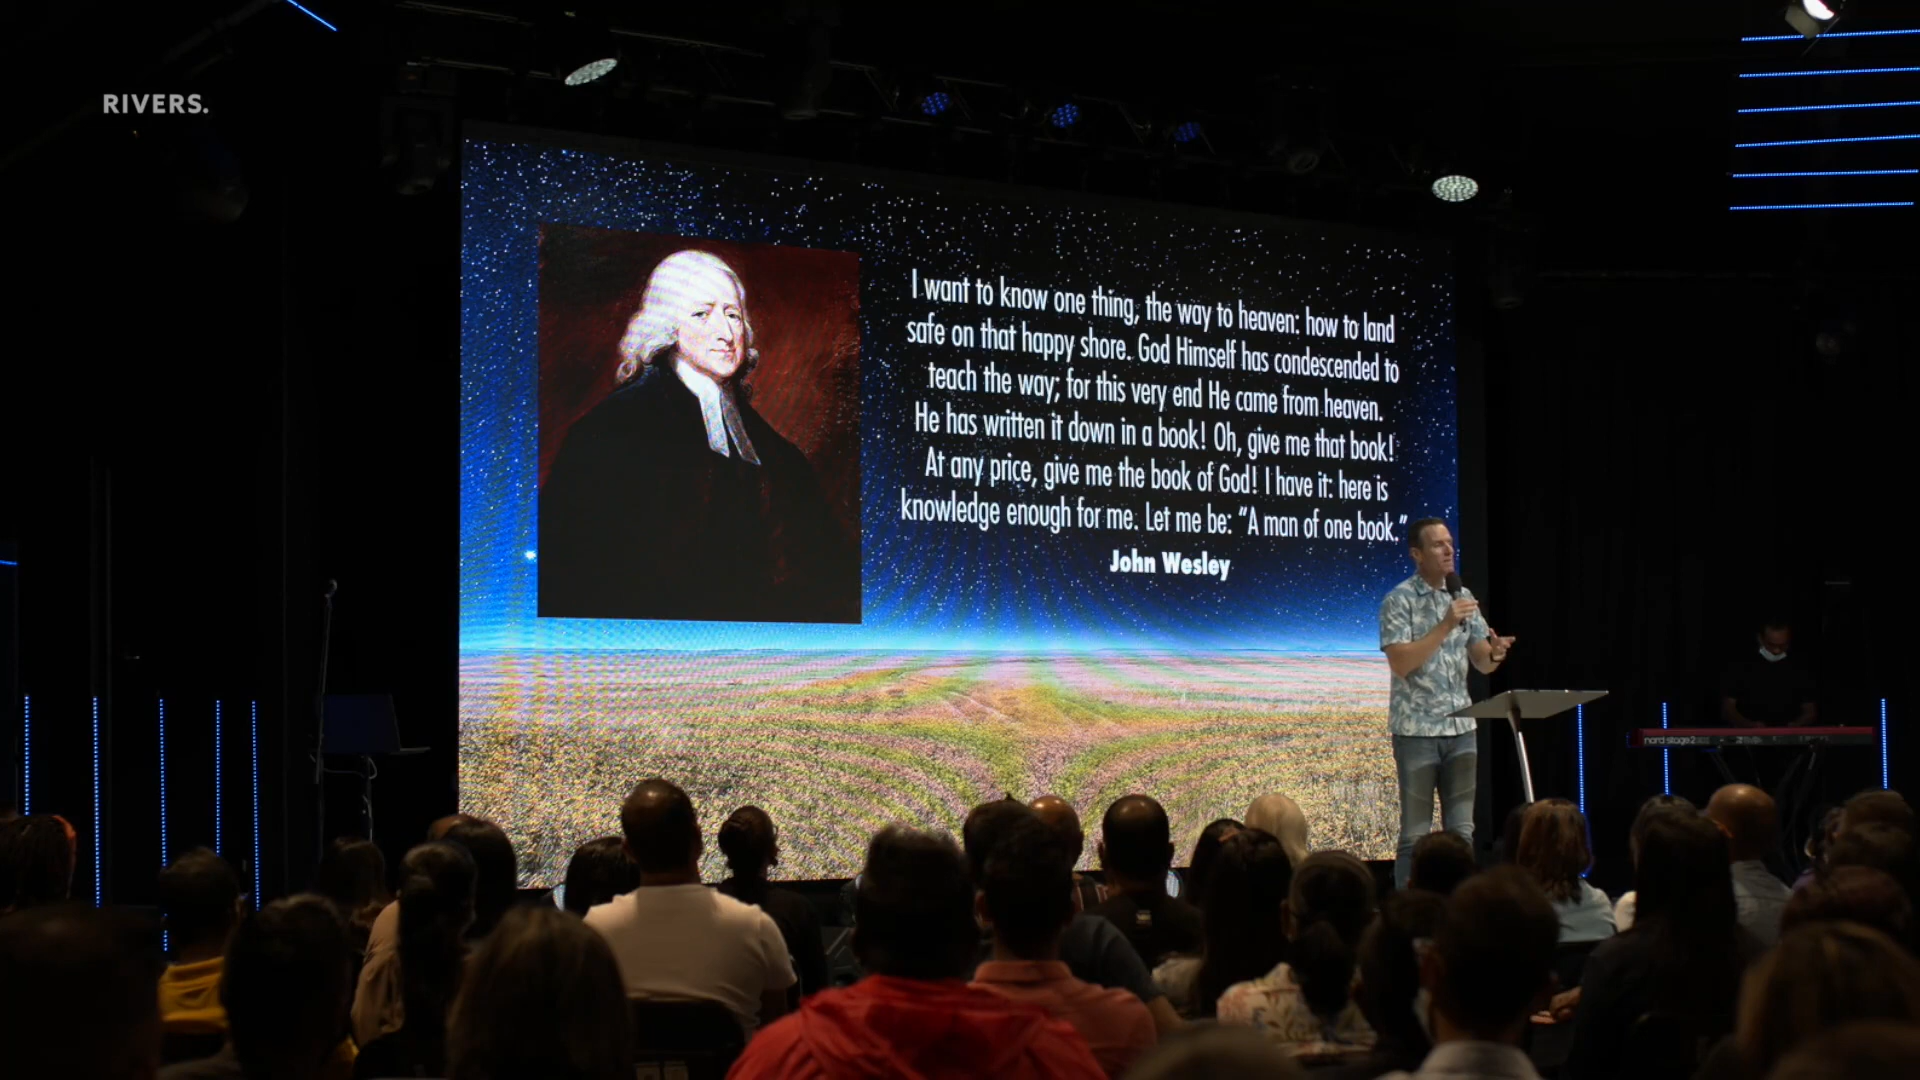 RIVERS.
I want to know one thing, the way to heaven: how to land
safe on that happy shore. God Himself has condescended to
teach the way; for this very end He came from heaven.
He has written it down in a book! Oh, give me that book!
At any price, give me the book of God! I have it: here is
knowledge enough for me. Let me be: “A man of one book.”
John Wesley
nord stage 2